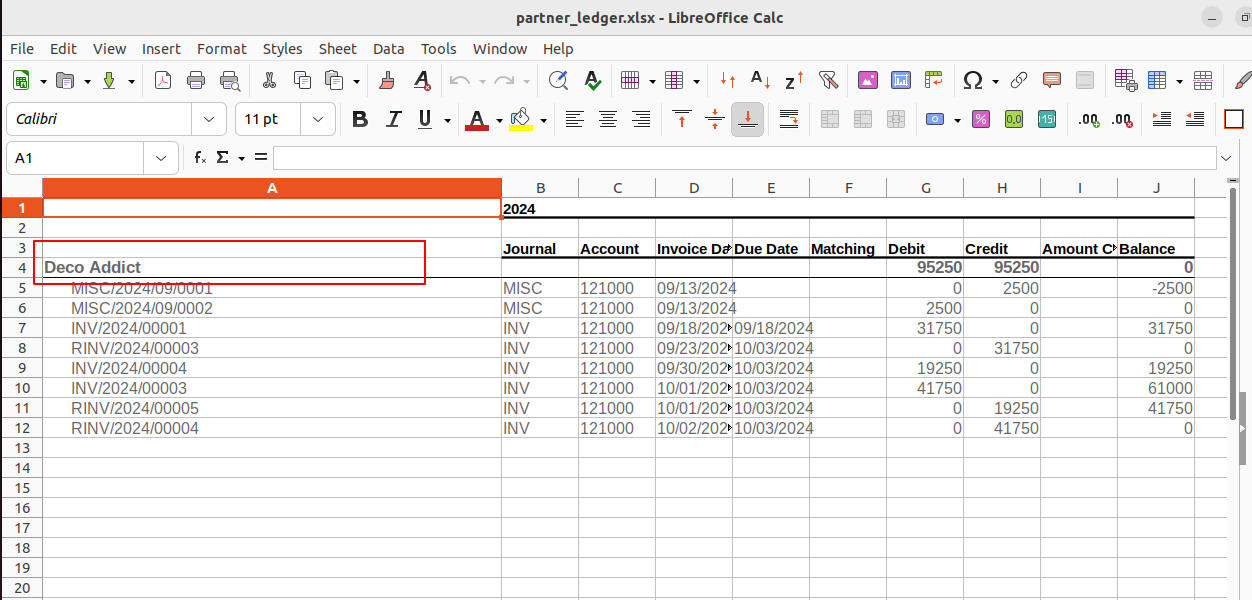 partner_ledger.xlsx - LibreOffice Calc
File Edit View Insert Format Styles Sheet Data Tools Window Help
Calibri 11 pt
A1
A B C D E F G H I J
1 2024
2
3 Journal Account Invoice Da Due Date Matching Debit Credit Amount C Balance
4 Deco Addict 95250 95250 0
5 MISC/2024/09/0001 MISC 121000 09/13/2024 0 2500 -2500
6 MISC/2024/09/0002 MISC 121000 09/13/2024 2500 0 0
7 INV/2024/00001 INV 121000 09/18/202 09/18/2024 31750 0 31750
8 RINV/2024/00003 INV 121000 09/23/202 10/03/2024 0 31750 0
9 INV/2024/00004 INV 121000 09/30/202 10/03/2024 19250 0 19250
10 INV/2024/00003 INV 121000 10/01/202 10/03/2024 41750 0 61000
11 RINV/2024/00005 INV 121000 10/01/202 10/03/2024 0 19250 41750
12 RINV/2024/00004 INV 121000 10/02/202 10/03/2024 0 41750 0
13
14
15
16
17
18
19
20